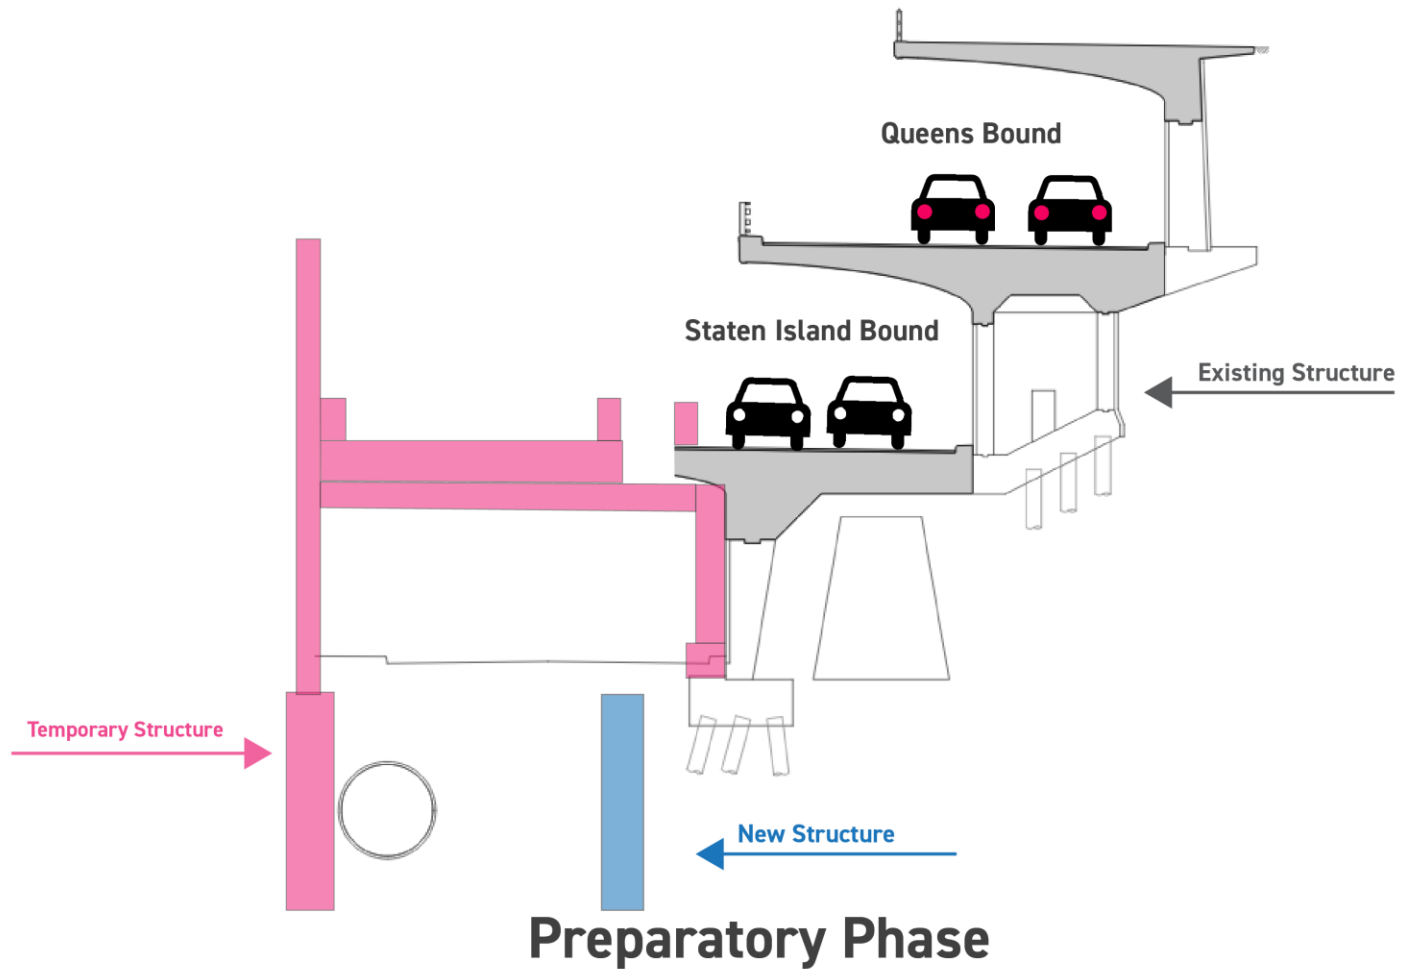 Queens Bound
Staten Island Bound
Existing Structure
Temporary Structure
New Structure
Preparatory Phase